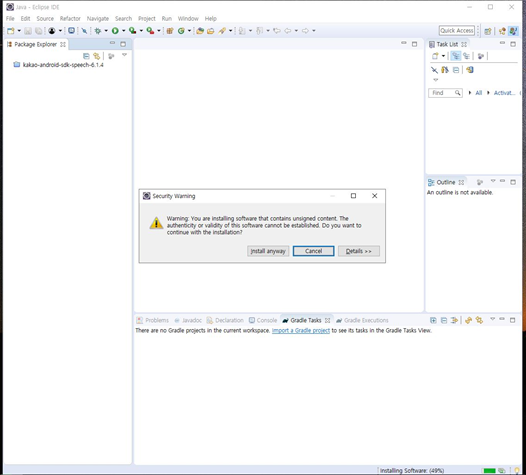 Java - Eclipse IDE
File Edit Source Refactor Navigate Search Project Run Window Help
Quick Access
Package Explorer
kakao-android-sdk-speech-6.1.4
Task List
Find
All
Activat...
Security Warning
Warning: You are installing software that contains unsigned content. The
authenticity or validity of this software cannot be established. Do you want to
continue with the installation?
Install anyway
Cancel
Details >>
Outline
An outline is not available.
Problems Javadoc Declaration Console Gradle Tasks Gradle Executions
There are no Gradle projects in the current workspace. Import a Gradle project to see its tasks in the Gradle Tasks View.
Installing Software: (49%)